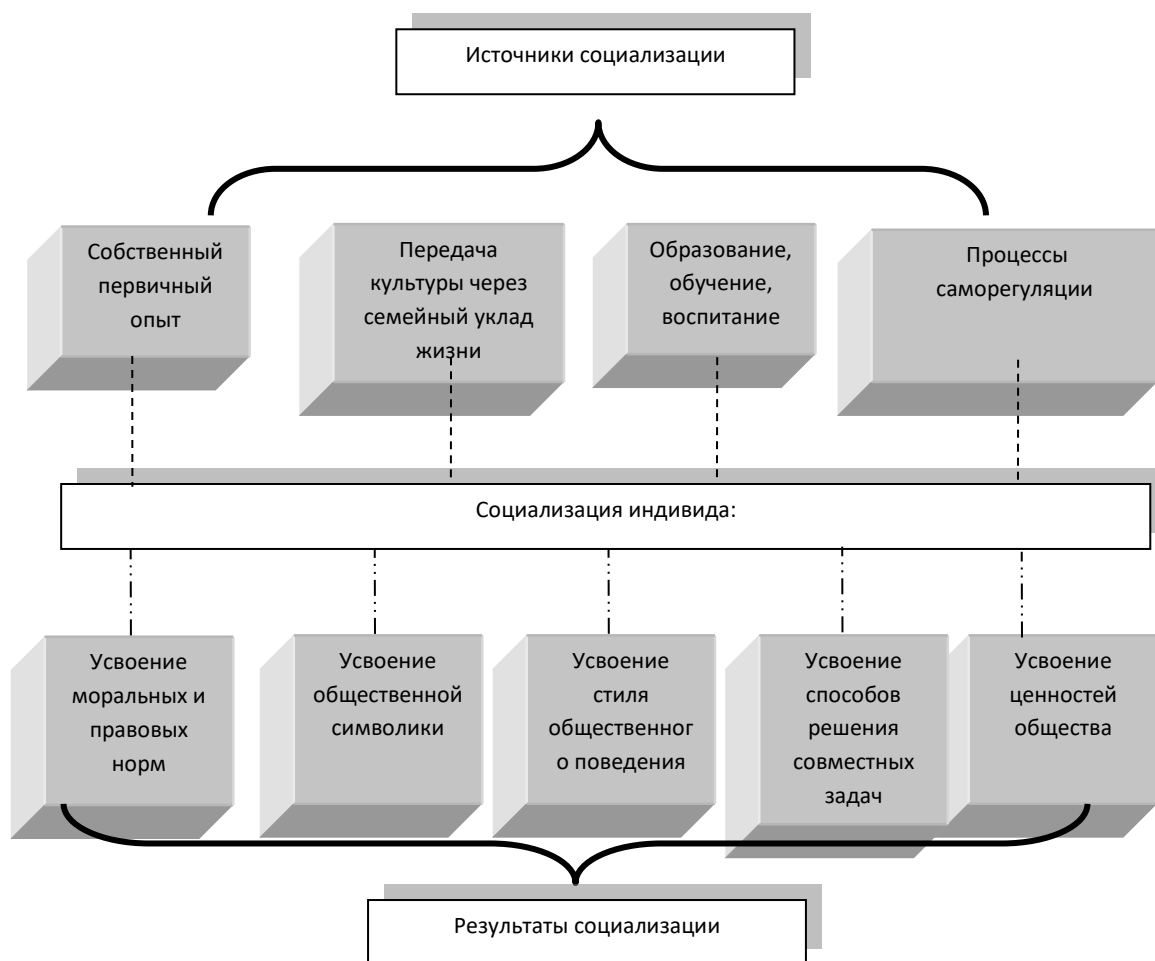 Источники социализации
Собственный
первичный
опыт
Передача
культуры через
семейный уклад
жизни
Образование,
обучение,
воспитание
Процессы
саморегуляции
Социализация индивида:
Усвоение
моральных и
правовых
норм
Усвоение
общественной
символики
Усвоение
стиля
общественног
о поведения
Усвоение
способов
решения
совместных
задач
Усвоение
ценностей
общества
Результаты социализации